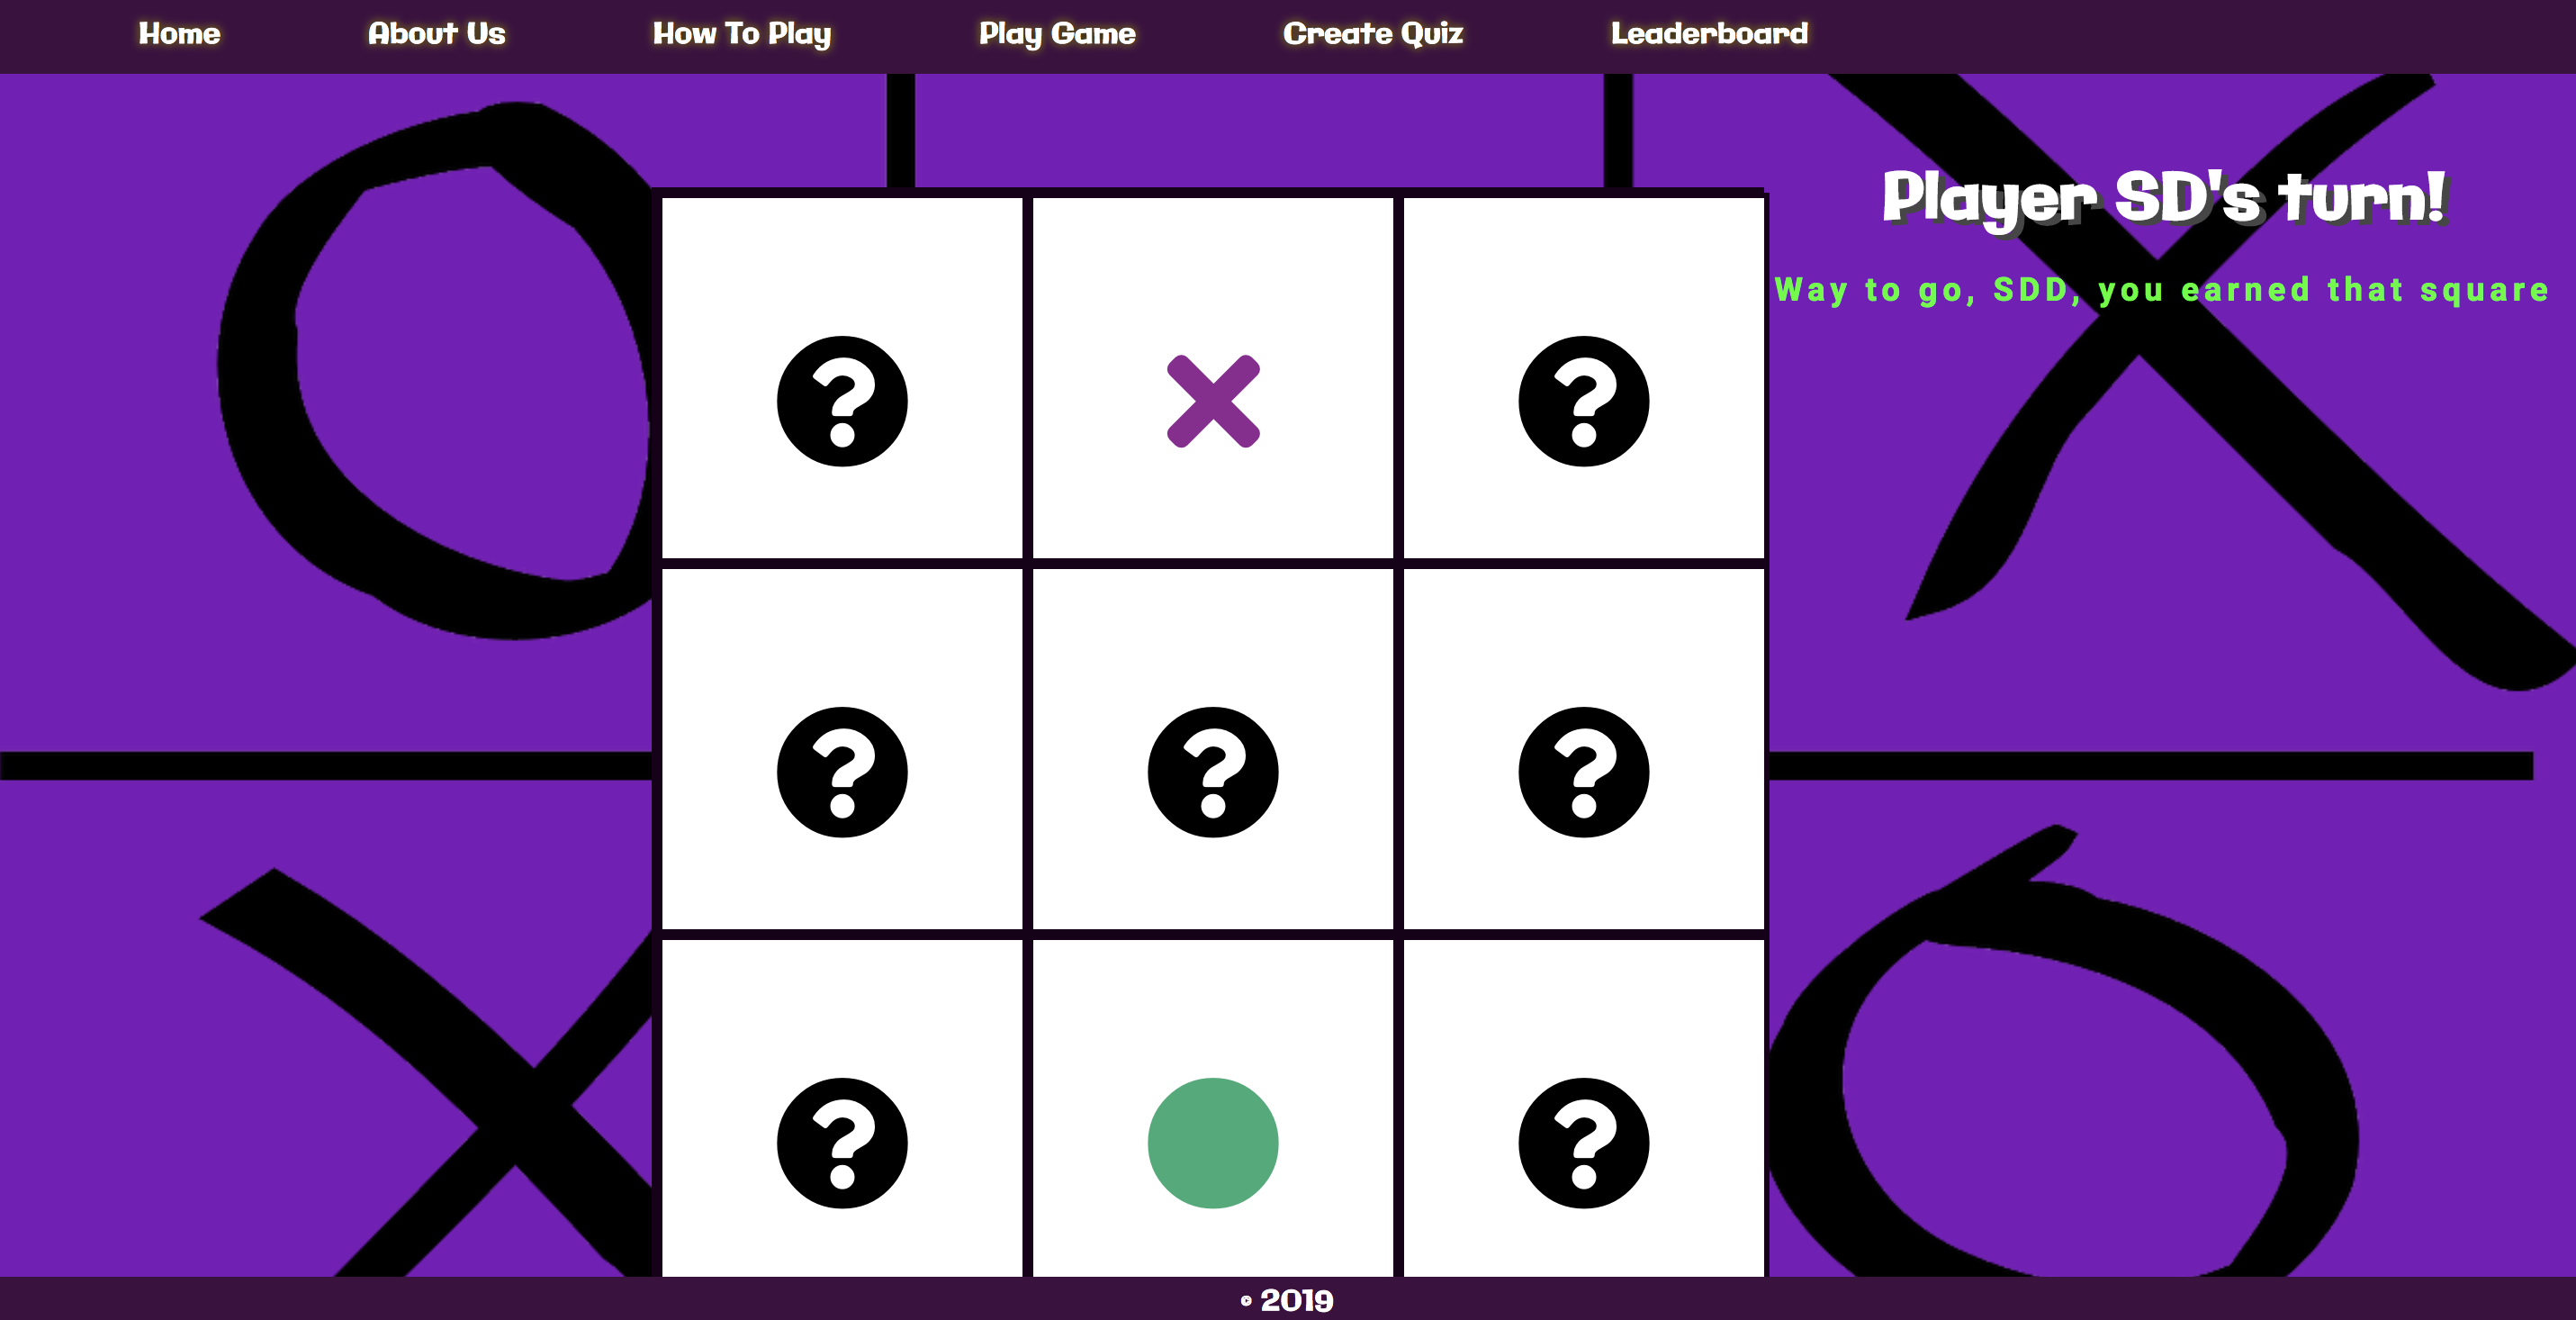 Home About Us How To Play Play Game Create Quiz Leaderboard
Player SD's turn!
Way to go, SDD, you earned that square
? ?
? ? ?
? ?
© 2019